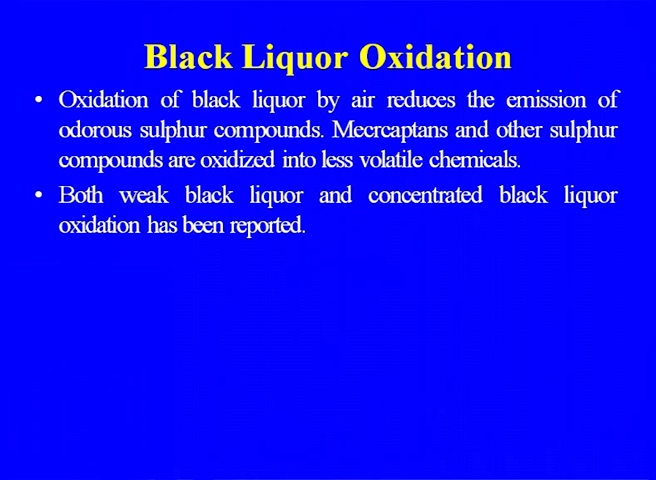 Black Liquor Oxidation
• Oxidation of black liquor by air reduces the emission of
odorous sulphur compounds. Mecrcaptans and other sulphur
compounds are oxidized into less volatile chemicals.
• Both weak black liquor and concentrated black liquor
oxidation has been reported.